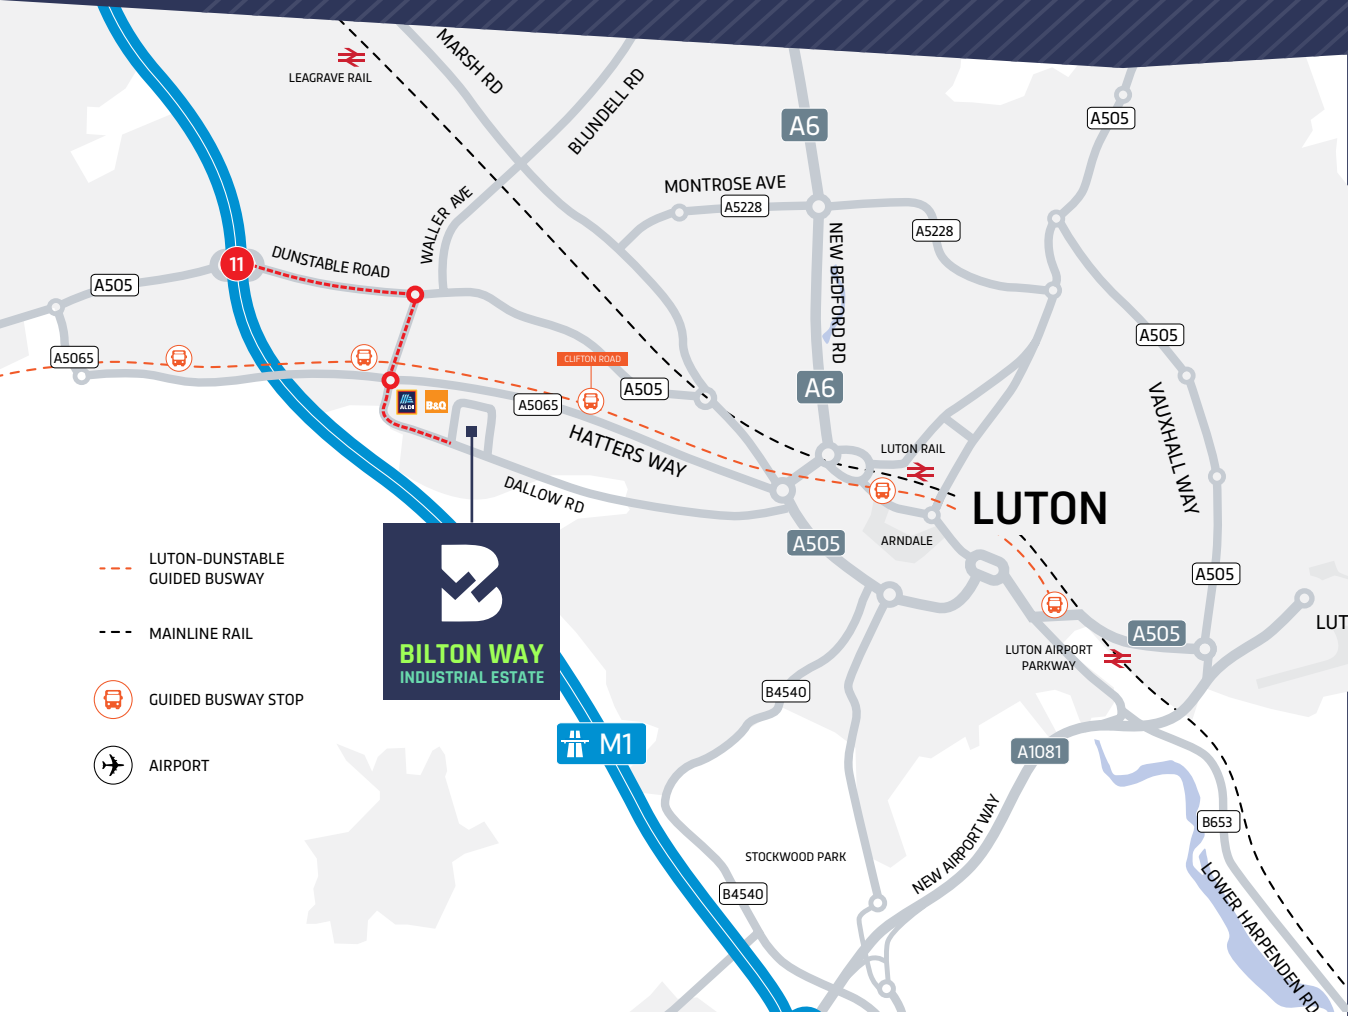 MARSH RD
LEAGRAVE RAIL
BLUNDELL RD
A6
A505
MONTROSE AVE
A5228
A5228
WALLER AVE
NEW BEDFORD RD
11
DUNSTABLE ROAD
A505
A505
A5065
CLIFTON ROAD
A505
A6
ALDI
B&Q
A5065
HATTERS WAY
VAUXHALL WAY
LUTON RAIL
DALLOW RD
LUTON
A505
ARNDALE
LUTON-DUNSTABLE
GUIDED BUSWAY
A505
MAINLINE RAIL
A505
LUT
BILTON WAY
INDUSTRIAL ESTATE
LUTON AIRPORT
PARKWAY
GUIDED BUSWAY STOP
B4540
M1
A1081
AIRPORT
B653
NEW AIRPORT WAY
STOCKWOOD PARK
B4540
LOWER HARPENDEN RD